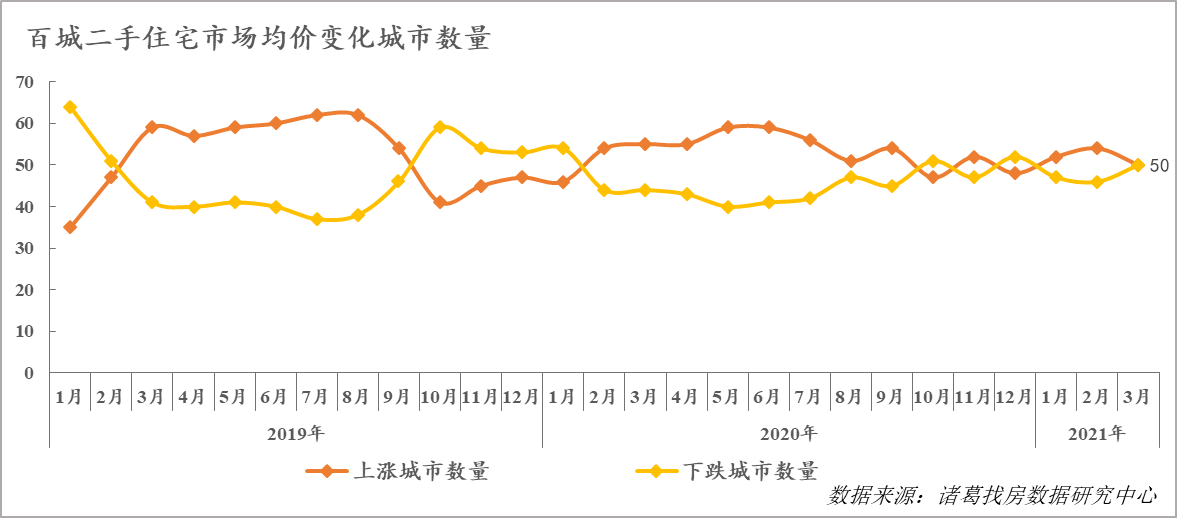 百城二手住宅市场均价变化城市数量
70
60
50
40
30
20
10
0
50
1月 2月 3月 4月 5月 6月 7月 8月 9月 10月 11月 12月 1月 2月 3月 4月 5月 6月 7月 8月 9月 10月 11月 12月 1月 2月 3月
2019年 2020年 2021年
上涨城市数量 下跌城市数量
数据来源：诸葛找房数据研究中心